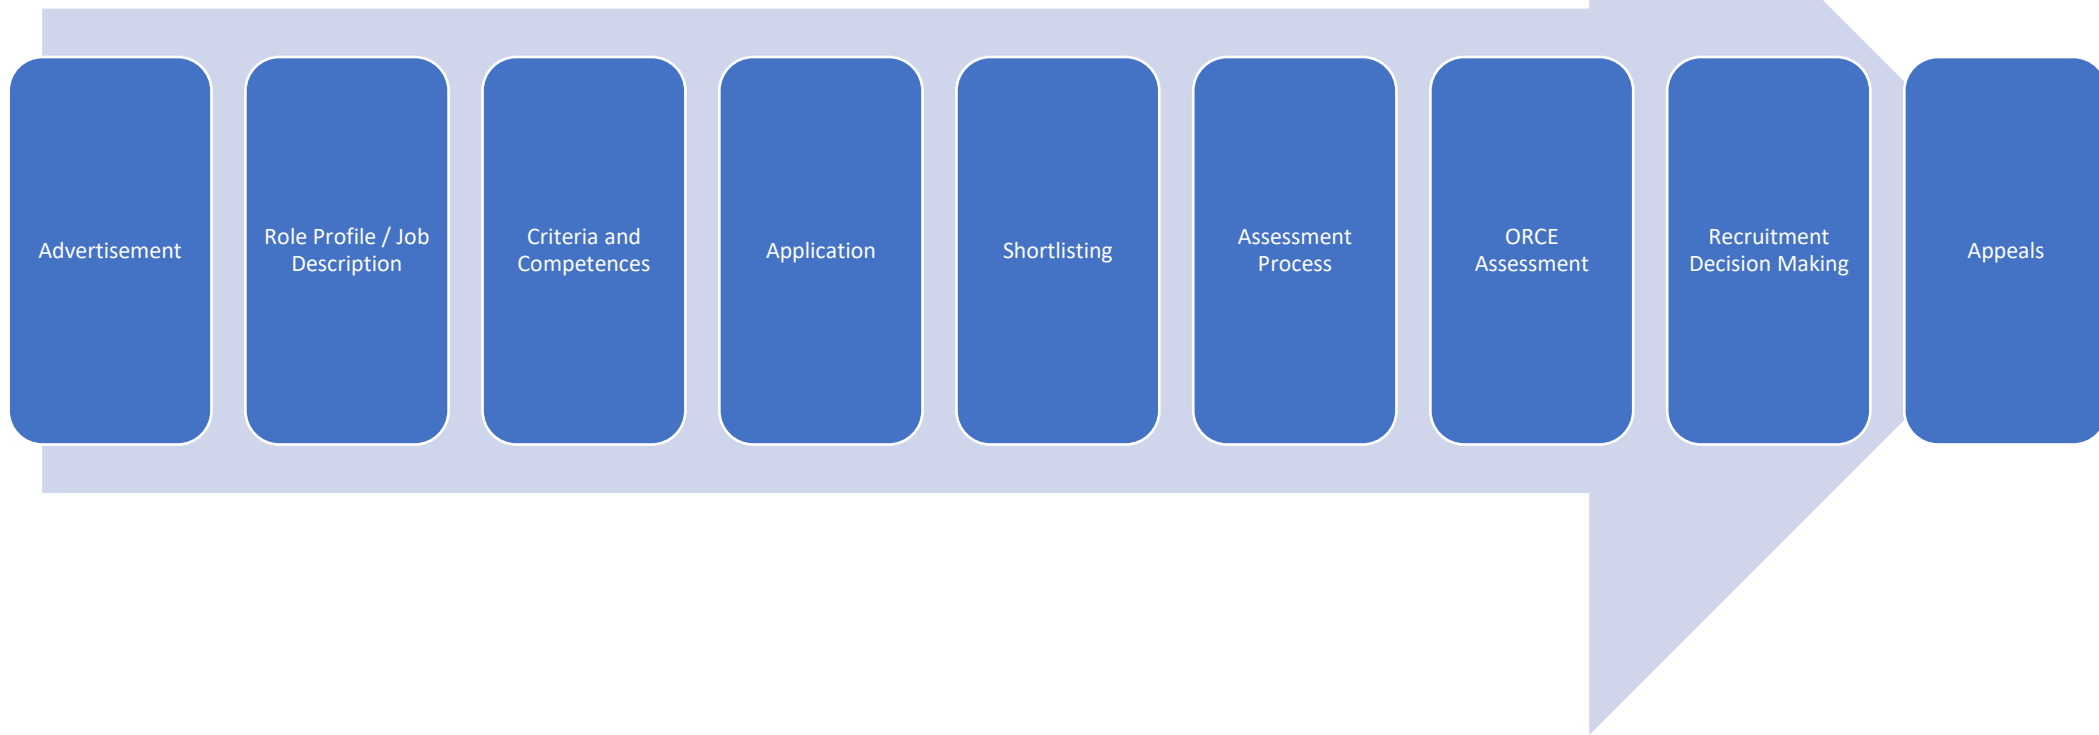 Advertisement
Role Profile / Job
Description
Criteria and
Competences
Application
Shortlisting
Assessment
Process
ORCE
Assessment
Recruitment
Decision Making
Appeals